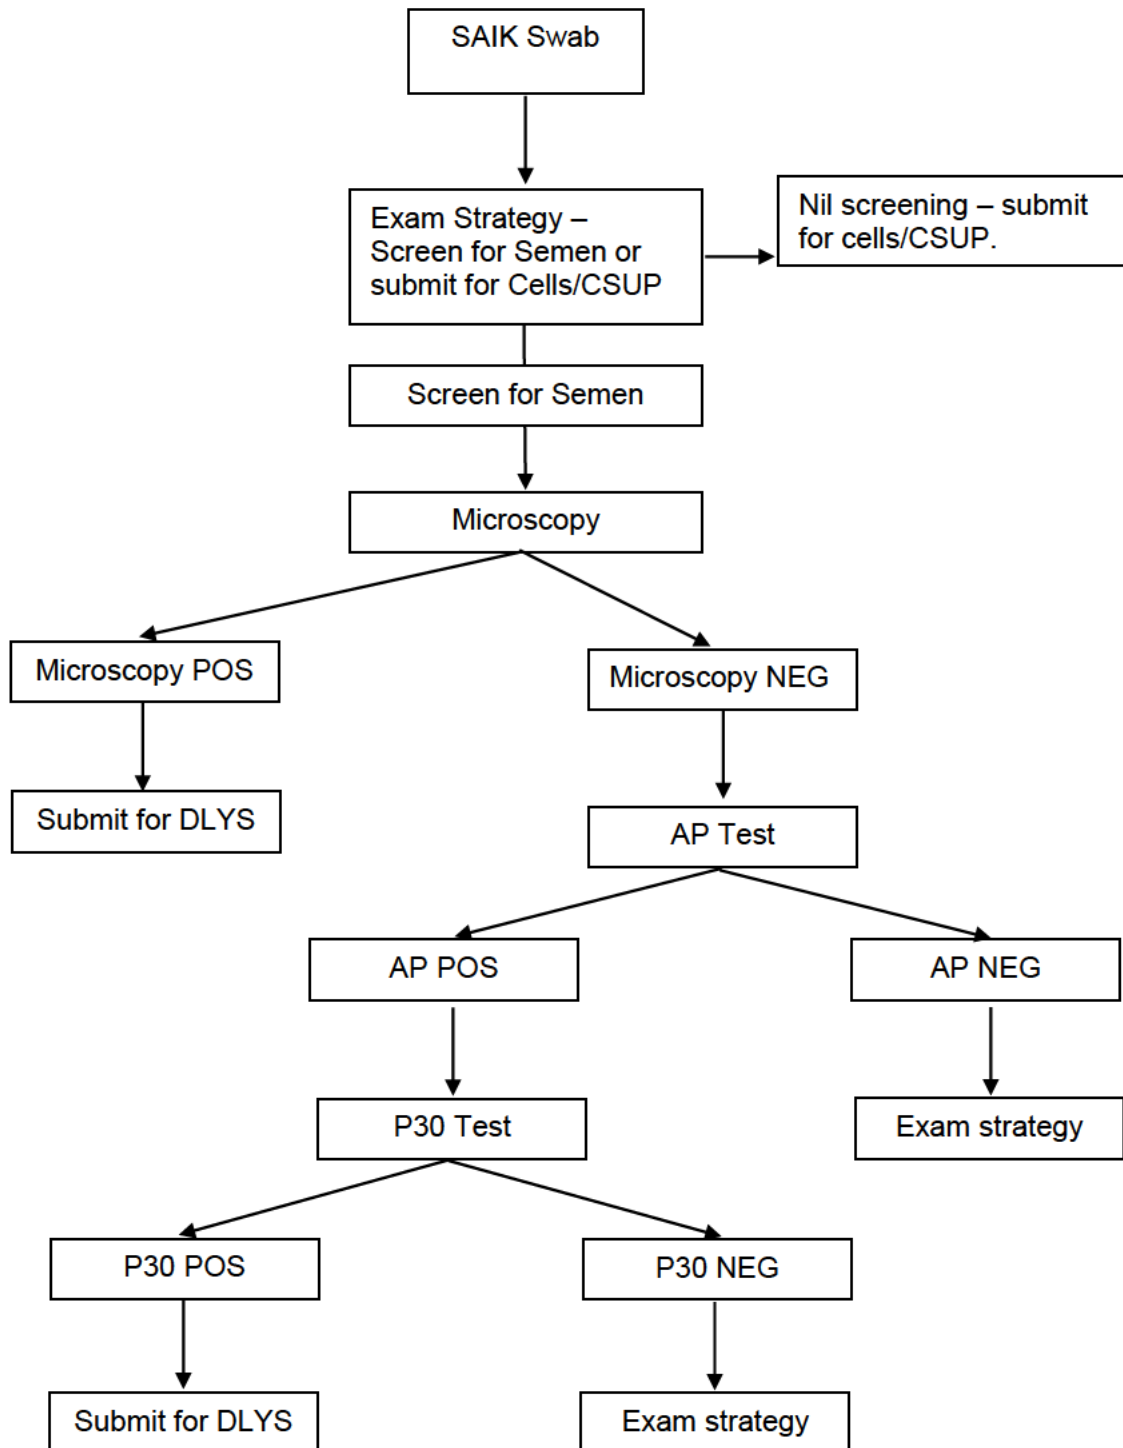 SAIK Swab
Exam Strategy –
Screen for Semen or
submit for Cells/CSUP
Nil screening – submit
for cells/CSUP.
Screen for Semen
Microscopy
Microscopy POS
Microscopy NEG
Submit for DLYS
AP Test
AP POS
AP NEG
P30 Test
Exam strategy
P30 POS
P30 NEG
Submit for DLYS
Exam strategy